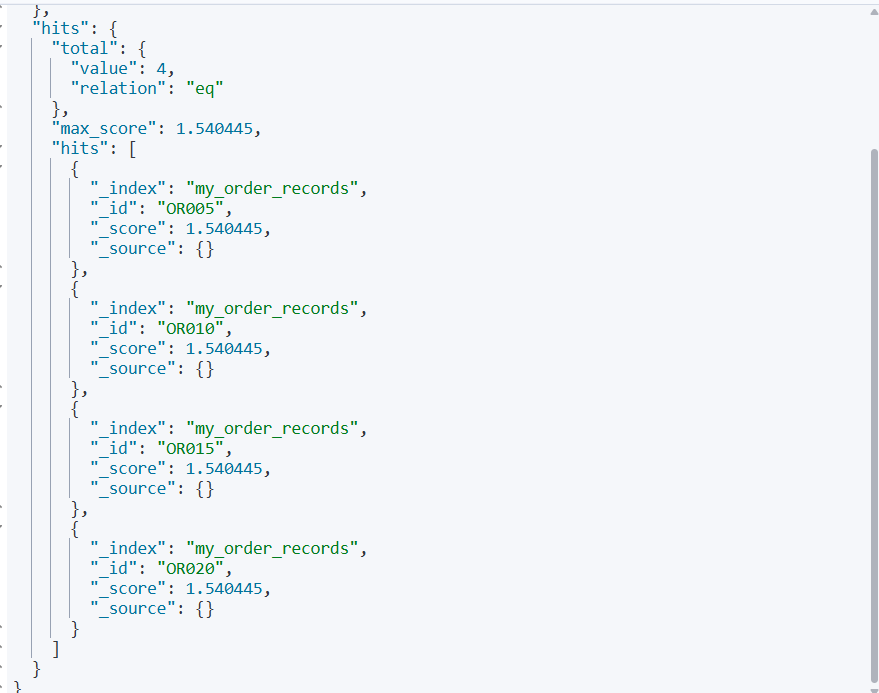 },
"hits": {
"total": {
"value": 4,
"relation": "eq"
},
"max_score": 1.540445,
"hits": [
{
"_index": "my_order_records",
"_id": "OR005",
"_score": 1.540445,
"_source": {}
},
{
"_index": "my_order_records",
"_id": "OR010",
"_score": 1.540445,
"_source": {}
},
{
"_index": "my_order_records",
"_id": "OR015",
"_score": 1.540445,
"_source": {}
},
{
"_index": "my_order_records",
"_id": "OR020",
"_score": 1.540445,
"_source": {}
}
]
}
}